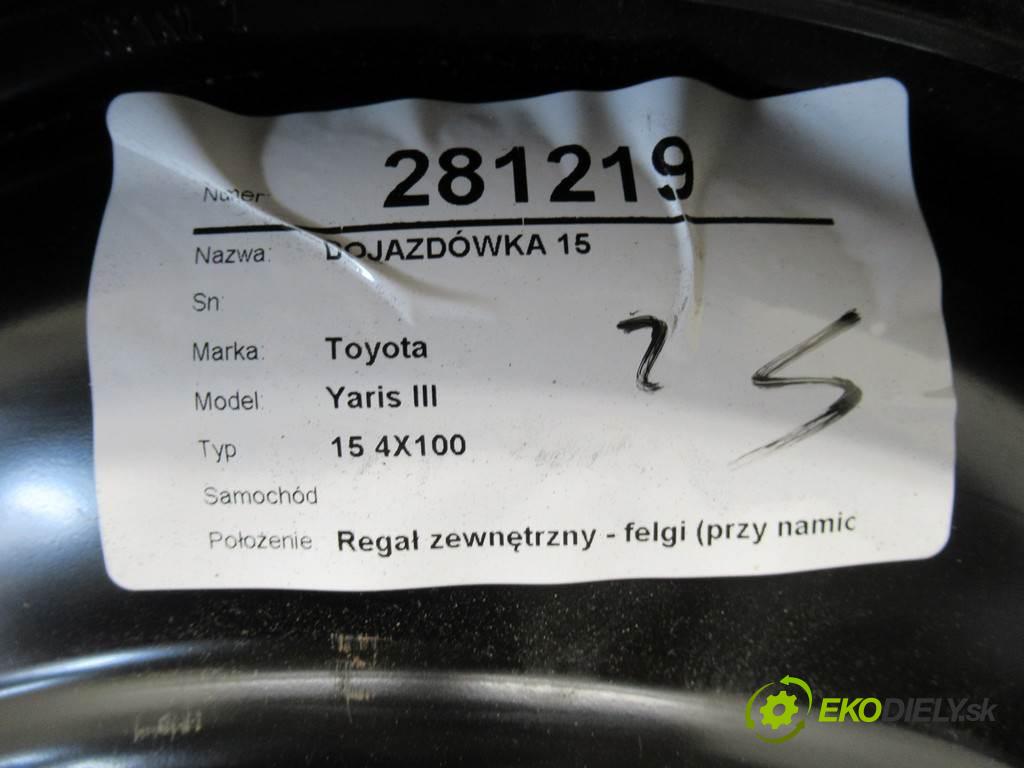 Numer: 281219
Nazwa: DOJAZDÓWKA 15
Sn:
Marka: Toyota
Model: Yaris III
Typ 15 4X100
Samochód
Położenie Regał zewnętrzny - felgi (przy namic
EKODIELY.sk